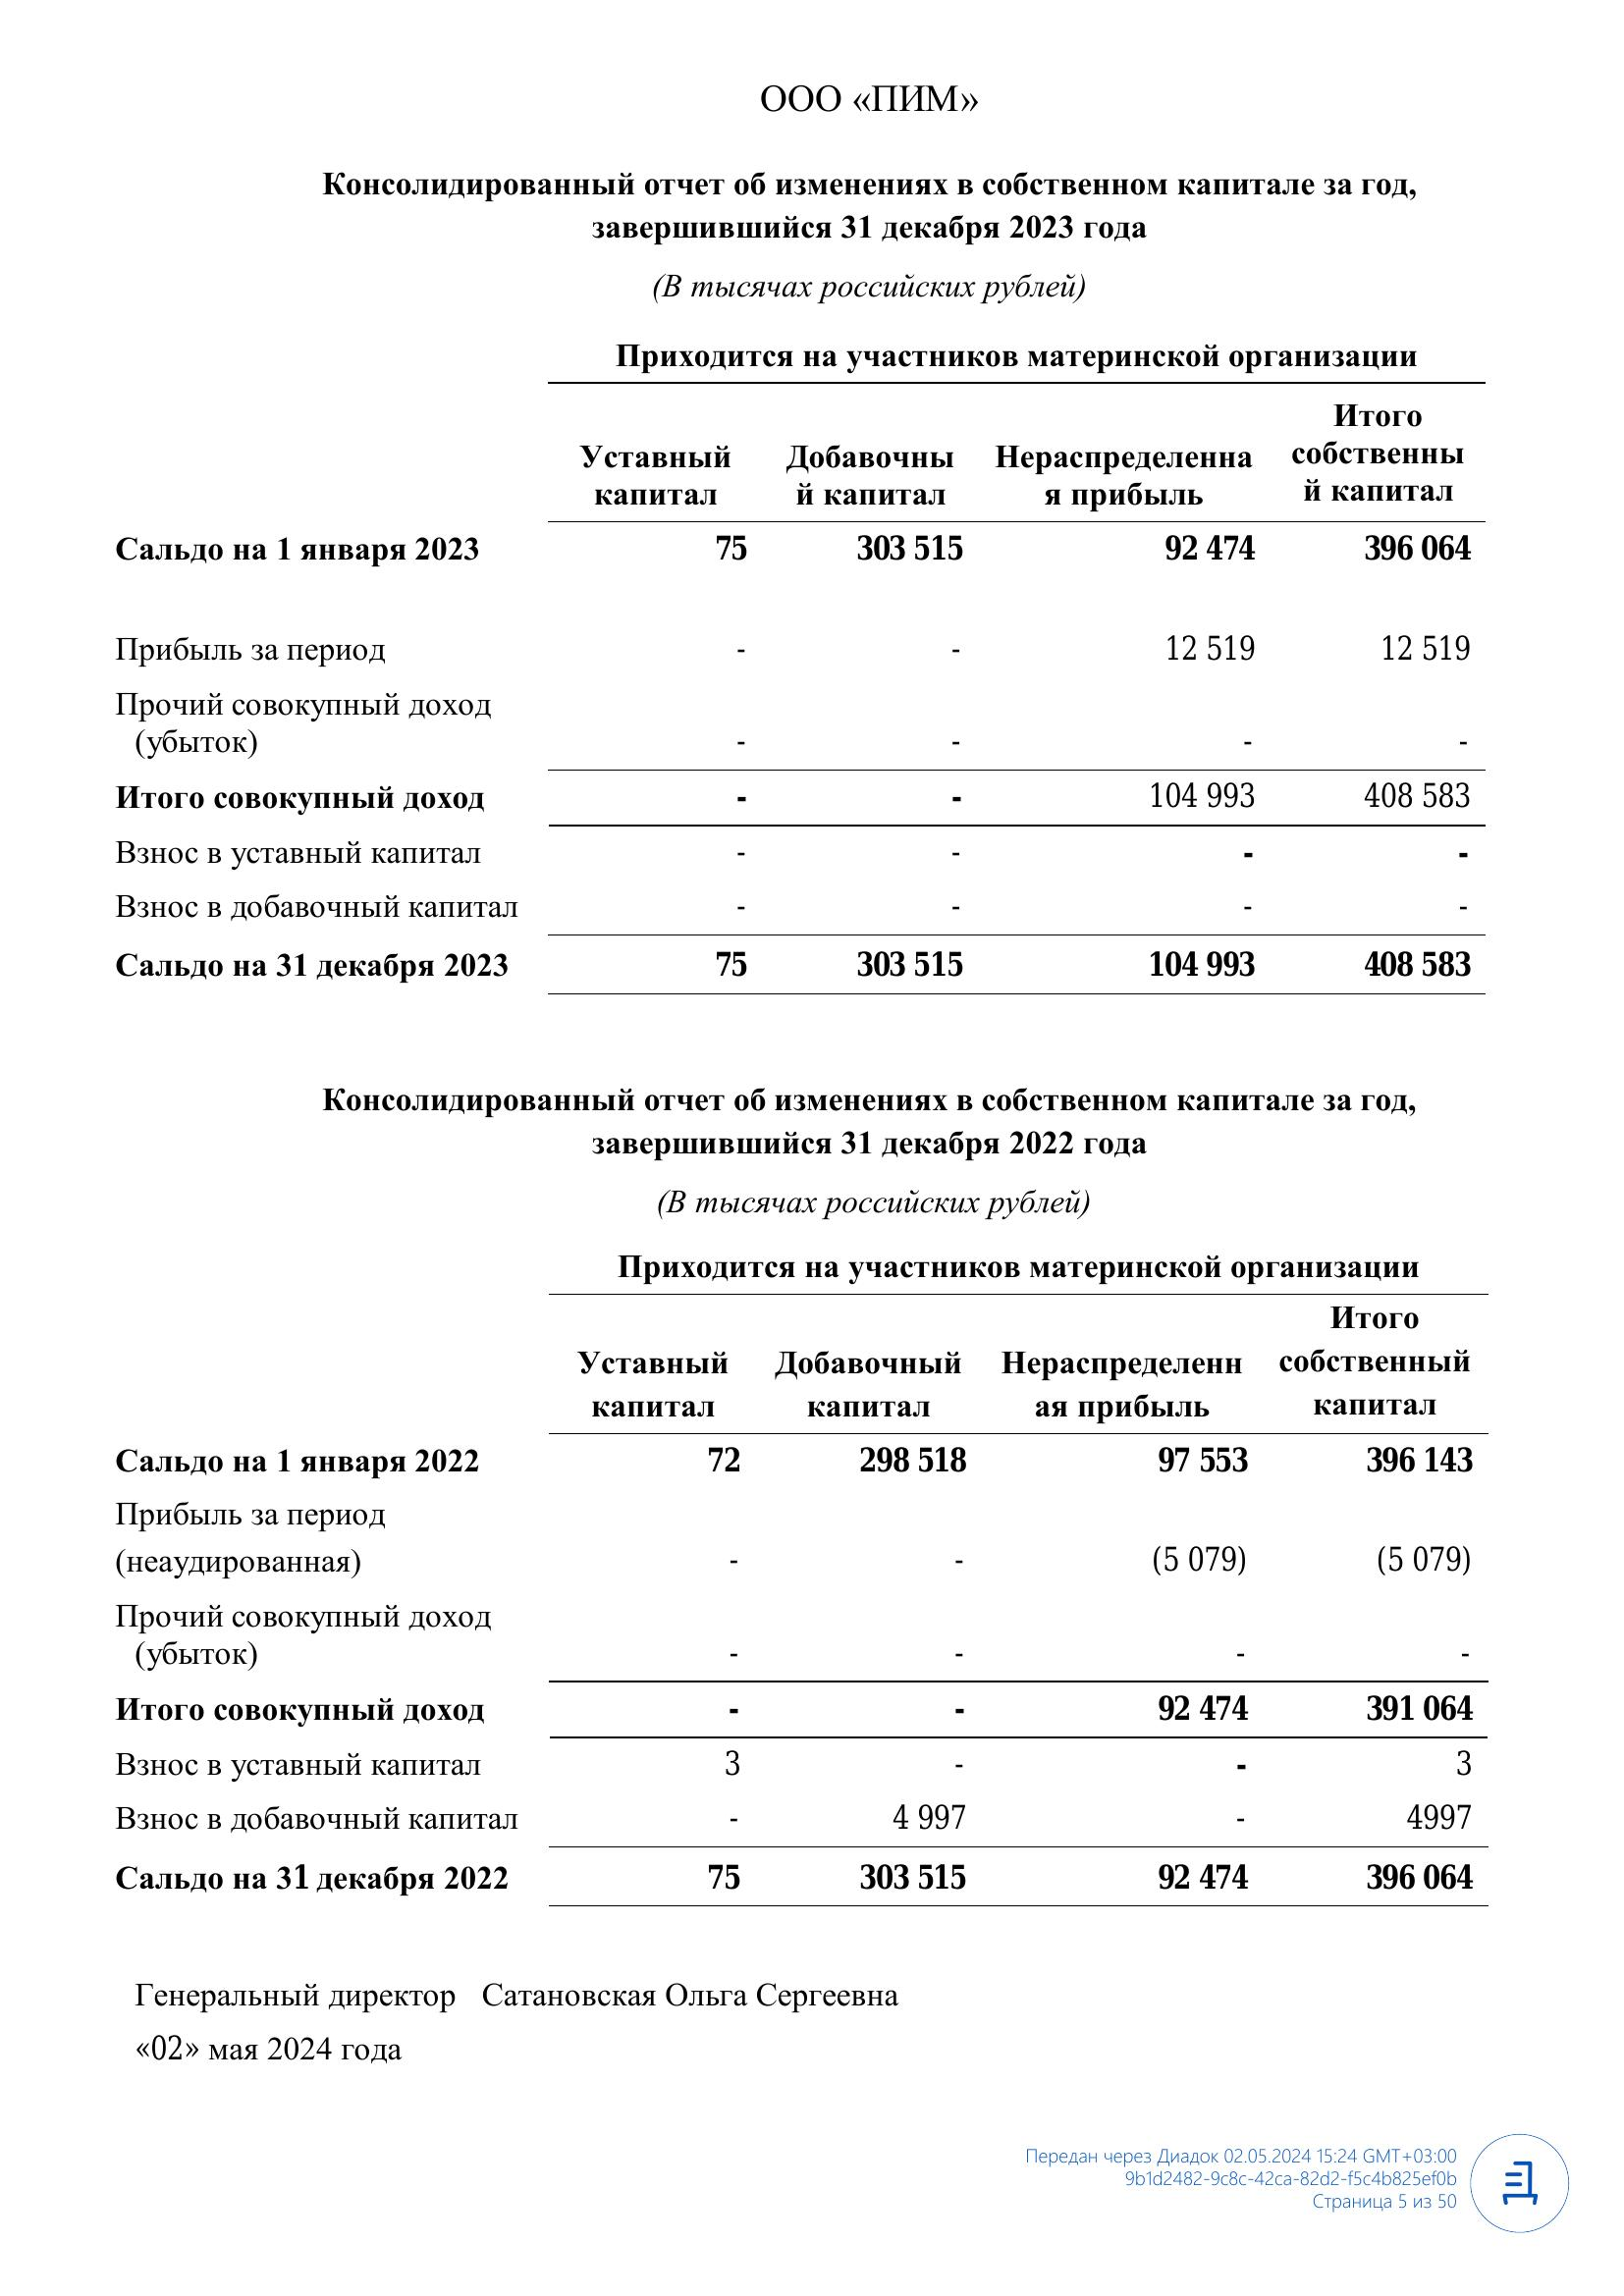 ООО «ПИМ»
Консолидированный отчет об изменениях в собственном капитале за год,
завершившийся 31 декабря 2023 года
(В тысячах российских рублей)
Приходится на участников материнской организации
Уставный капитал Добавочны й капитал Нераспределенна я прибыль Итого собственны й капитал
Сальдо на 1 января 2023 75 303 515 92 474 396 064
Прибыль за период - - 12 519 12 519
Прочий совокупный доход
(убыток) - - - -
Итого совокупный доход - - 104 993 408 583
Взнос в уставный капитал - - - -
Взнос в добавочный капитал - - - -
Сальдо на 31 декабря 2023 75 303 515 104 993 408 583
Консолидированный отчет об изменениях в собственном капитале за год,
завершившийся 31 декабря 2022 года
(В тысячах российских рублей)
Приходится на участников материнской организации
Уставный капитал Добавочный капитал Нераспределенн ая прибыль Итого собственный капитал
Сальдо на 1 января 2022 72 298 518 97 553 396 143
Прибыль за период
(неаудированная) - - (5 079) (5 079)
Прочий совокупный доход
(убыток) - - - -
Итого совокупный доход - - 92 474 391 064
Взнос в уставный капитал 3 - - 3
Взнос в добавочный капитал - 4 997 - 4997
Сальдо на 31 декабря 2022 75 303 515 92 474 396 064
Генеральный директор Сатановская Ольга Сергеевна
«02» мая 2024 года
Передан через Диадок 02.05.2024 15:24 GMT+03:00
9b1d2482-9c8c-42ca-82d2-f5c4b825ef0b
Страница 5 из 50